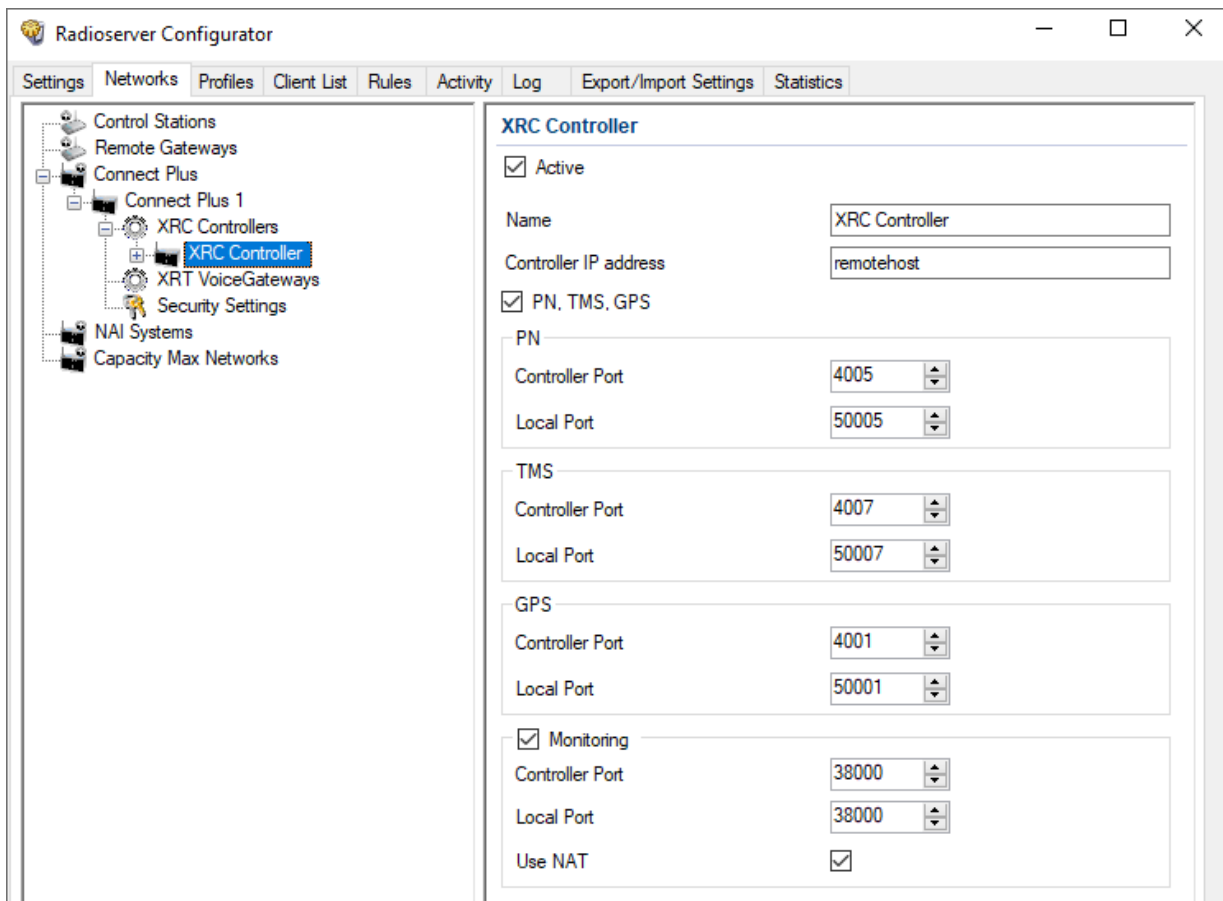 Radioserver Configurator
Settings Networks Profiles Client List Rules Activity Log Export/Import Settings Statistics
Control Stations
Remote Gateways
Connect Plus
Connect Plus 1
XRC Controllers
XRC Controller
XRT VoiceGateways
Security Settings
NAI Systems
Capacity Max Networks
XRC Controller
Active
Name XRC Controller
Controller IP address remotehost
PN, TMS, GPS
PN
Controller Port 4005
Local Port 50005
TMS
Controller Port 4007
Local Port 50007
GPS
Controller Port 4001
Local Port 50001
Monitoring
Controller Port 38000
Local Port 38000
Use NAT